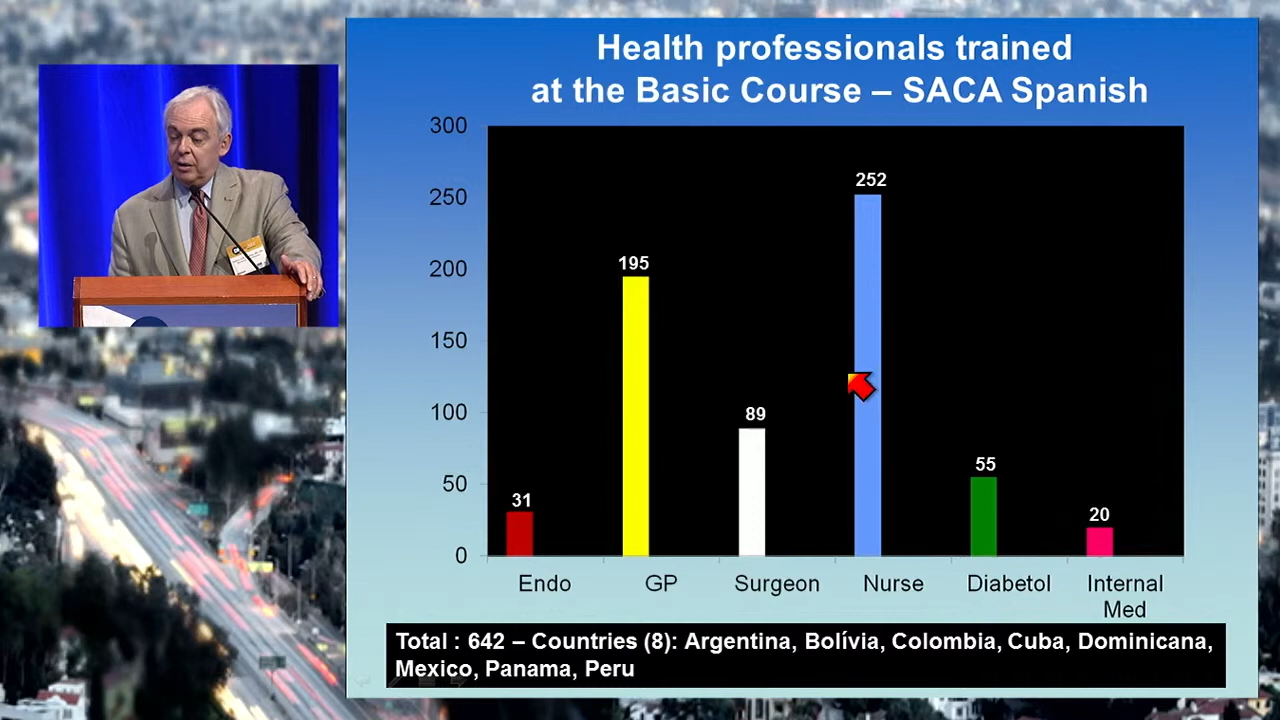 Health professionals trained
at the Basic Course – SACA Spanish
300
250
200
150
100
50
0
31
195
89
252
55
20
Endo
GP
Surgeon
Nurse
Diabetol
Internal
Med
Total : 642 – Countries (8): Argentina, Bolívia, Colombia, Cuba, Dominicana,
Mexico, Panama, Peru